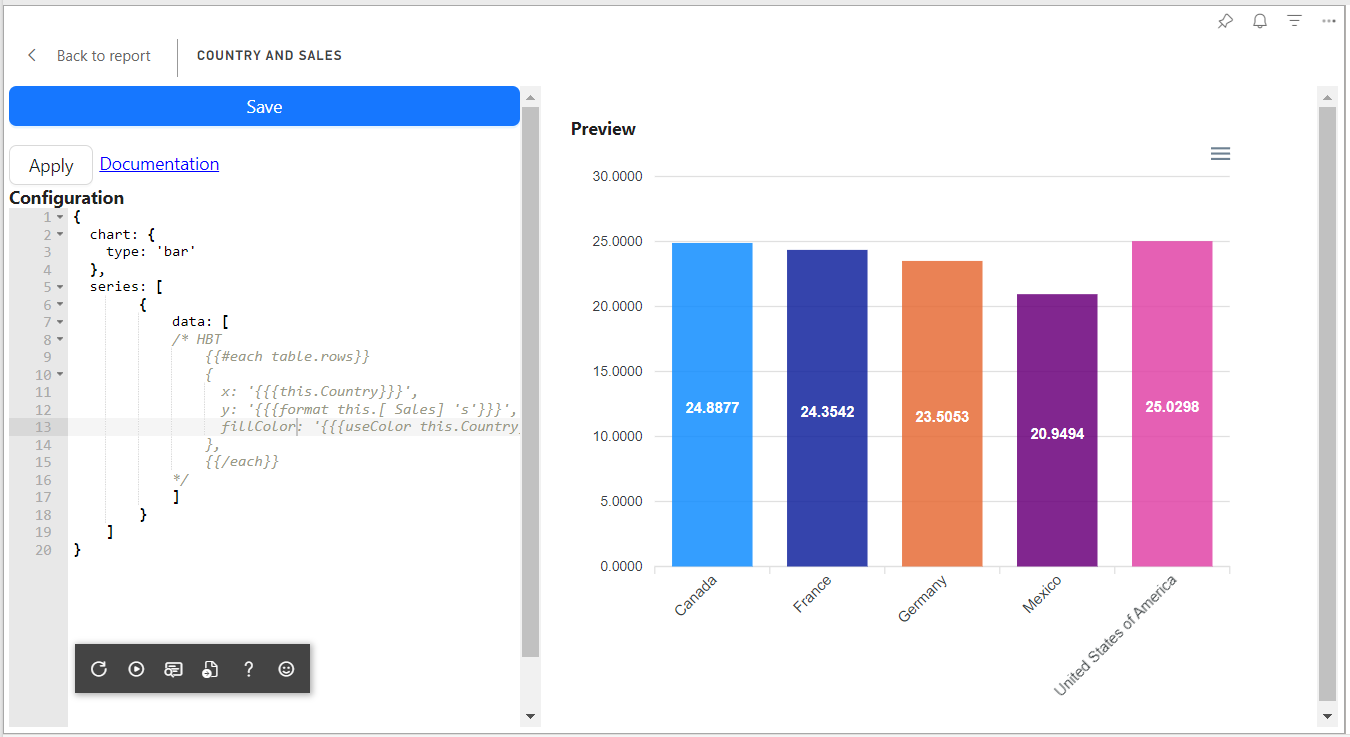 Back to report
COUNTRY AND SALES
Save
Apply
Documentation
Configuration
1 {
2 chart: {
3 type: 'bar'
4 },
5 series: [
6 {
7 data: [
8 /* HBT
9 {{#each table.rows}}
10 {
11 x: '{{{this.Country}}}',
12 y: '{{{format this.[ Sales] 's'}}}',
13 fillColor: '{{{useColor this.Country
14 },
15 {{/each}}
16 */
17 ]
18 }
19 ]
20 }
?
Preview
30.0000
25.0000
20.0000
15.0000
10.0000
5.0000
0.0000
24.8877
24.3542
23.5053
20.9494
25.0298
Canada
France
Germany
Mexico
United States of America